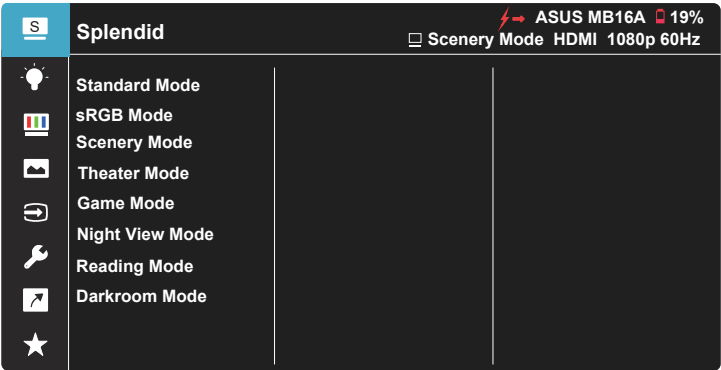 S
Splendid
ASUS MB16A 19%
Scenery Mode HDMI 1080p 60Hz
Standard Mode
sRGB Mode
Scenery Mode
Theater Mode
Game Mode
Night View Mode
Reading Mode
Darkroom Mode